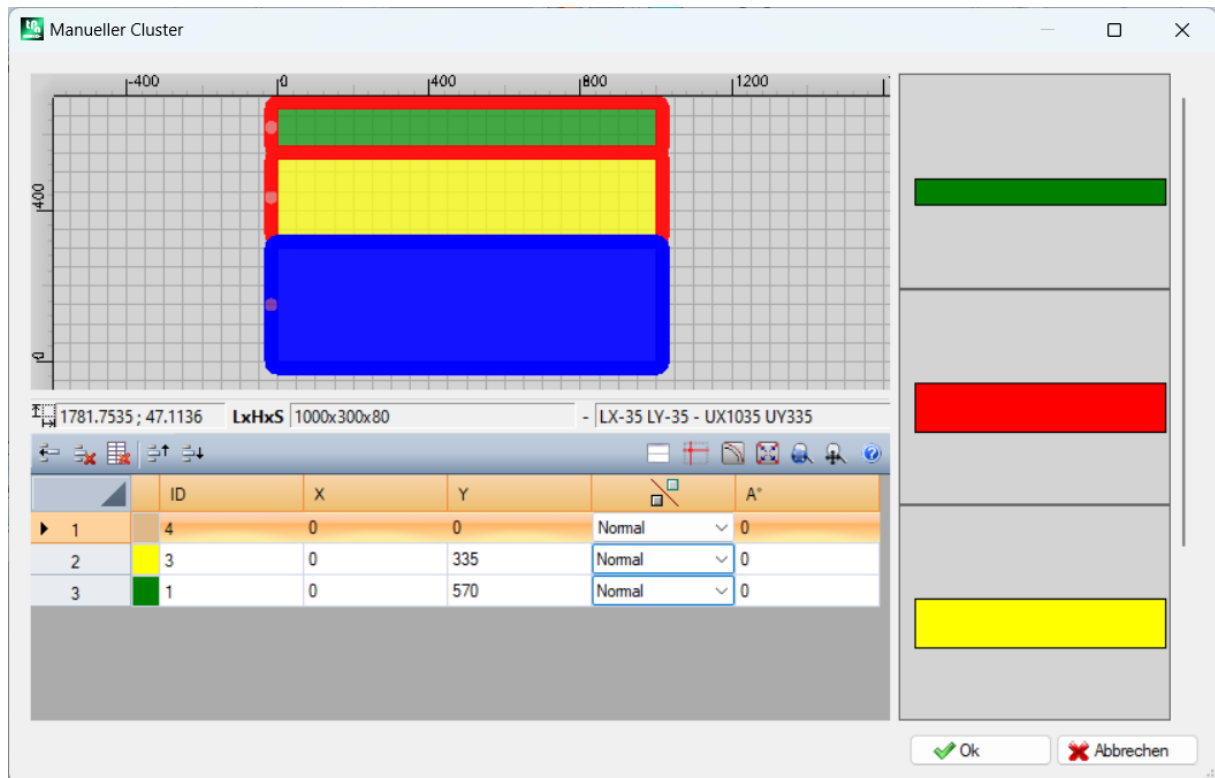 Manueller Cluster
-400 0 400 800 1200
400
0
1781.7535 ; 47.1136 LxHxS 1000x300x80 - LX-35 LY-35 - UX1035 UY335
ID X Y A°
1 4 0 0 Normal 0
2 3 0 335 Normal 0
3 1 0 570 Normal 0
Ok Abbrechen